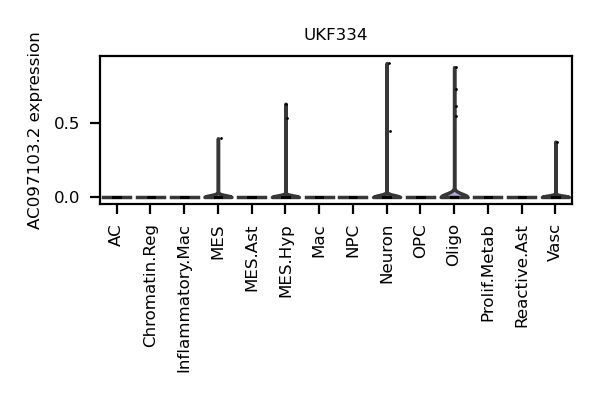 UKF334
AC097103.2 expression
0.5
0.0
AC
Chromatin.Reg
Inflammatory.Mac
MES
MES.Ast
MES.Hyp
Mac
NPC
Neuron
OPC
Oligo
Prolif.Metab
Reactive.Ast
Vasc